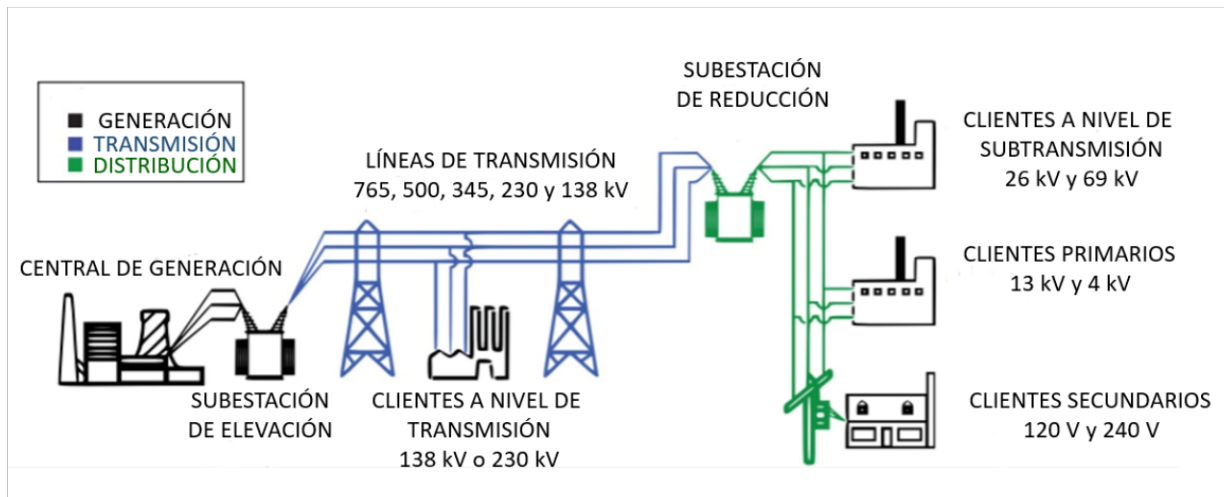 GENERACIÓN
TRANSMISIÓN
DISTRIBUCIÓN
CENTRAL DE GENERACIÓN
SUBESTACIÓN
DE ELEVACIÓN
LÍNEAS DE TRANSMISIÓN
765, 500, 345, 230 y 138 kV
CLIENTES A NIVEL DE
TRANSMISIÓN
138 kV o 230 kV
SUBESTACIÓN
DE REDUCCIÓN
CLIENTES A NIVEL DE
SUBTRANSMISIÓN
26 kV y 69 kV
CLIENTES PRIMARIOS
13 kV y 4 kV
CLIENTES SECUNDARIOS
120 V y 240 V